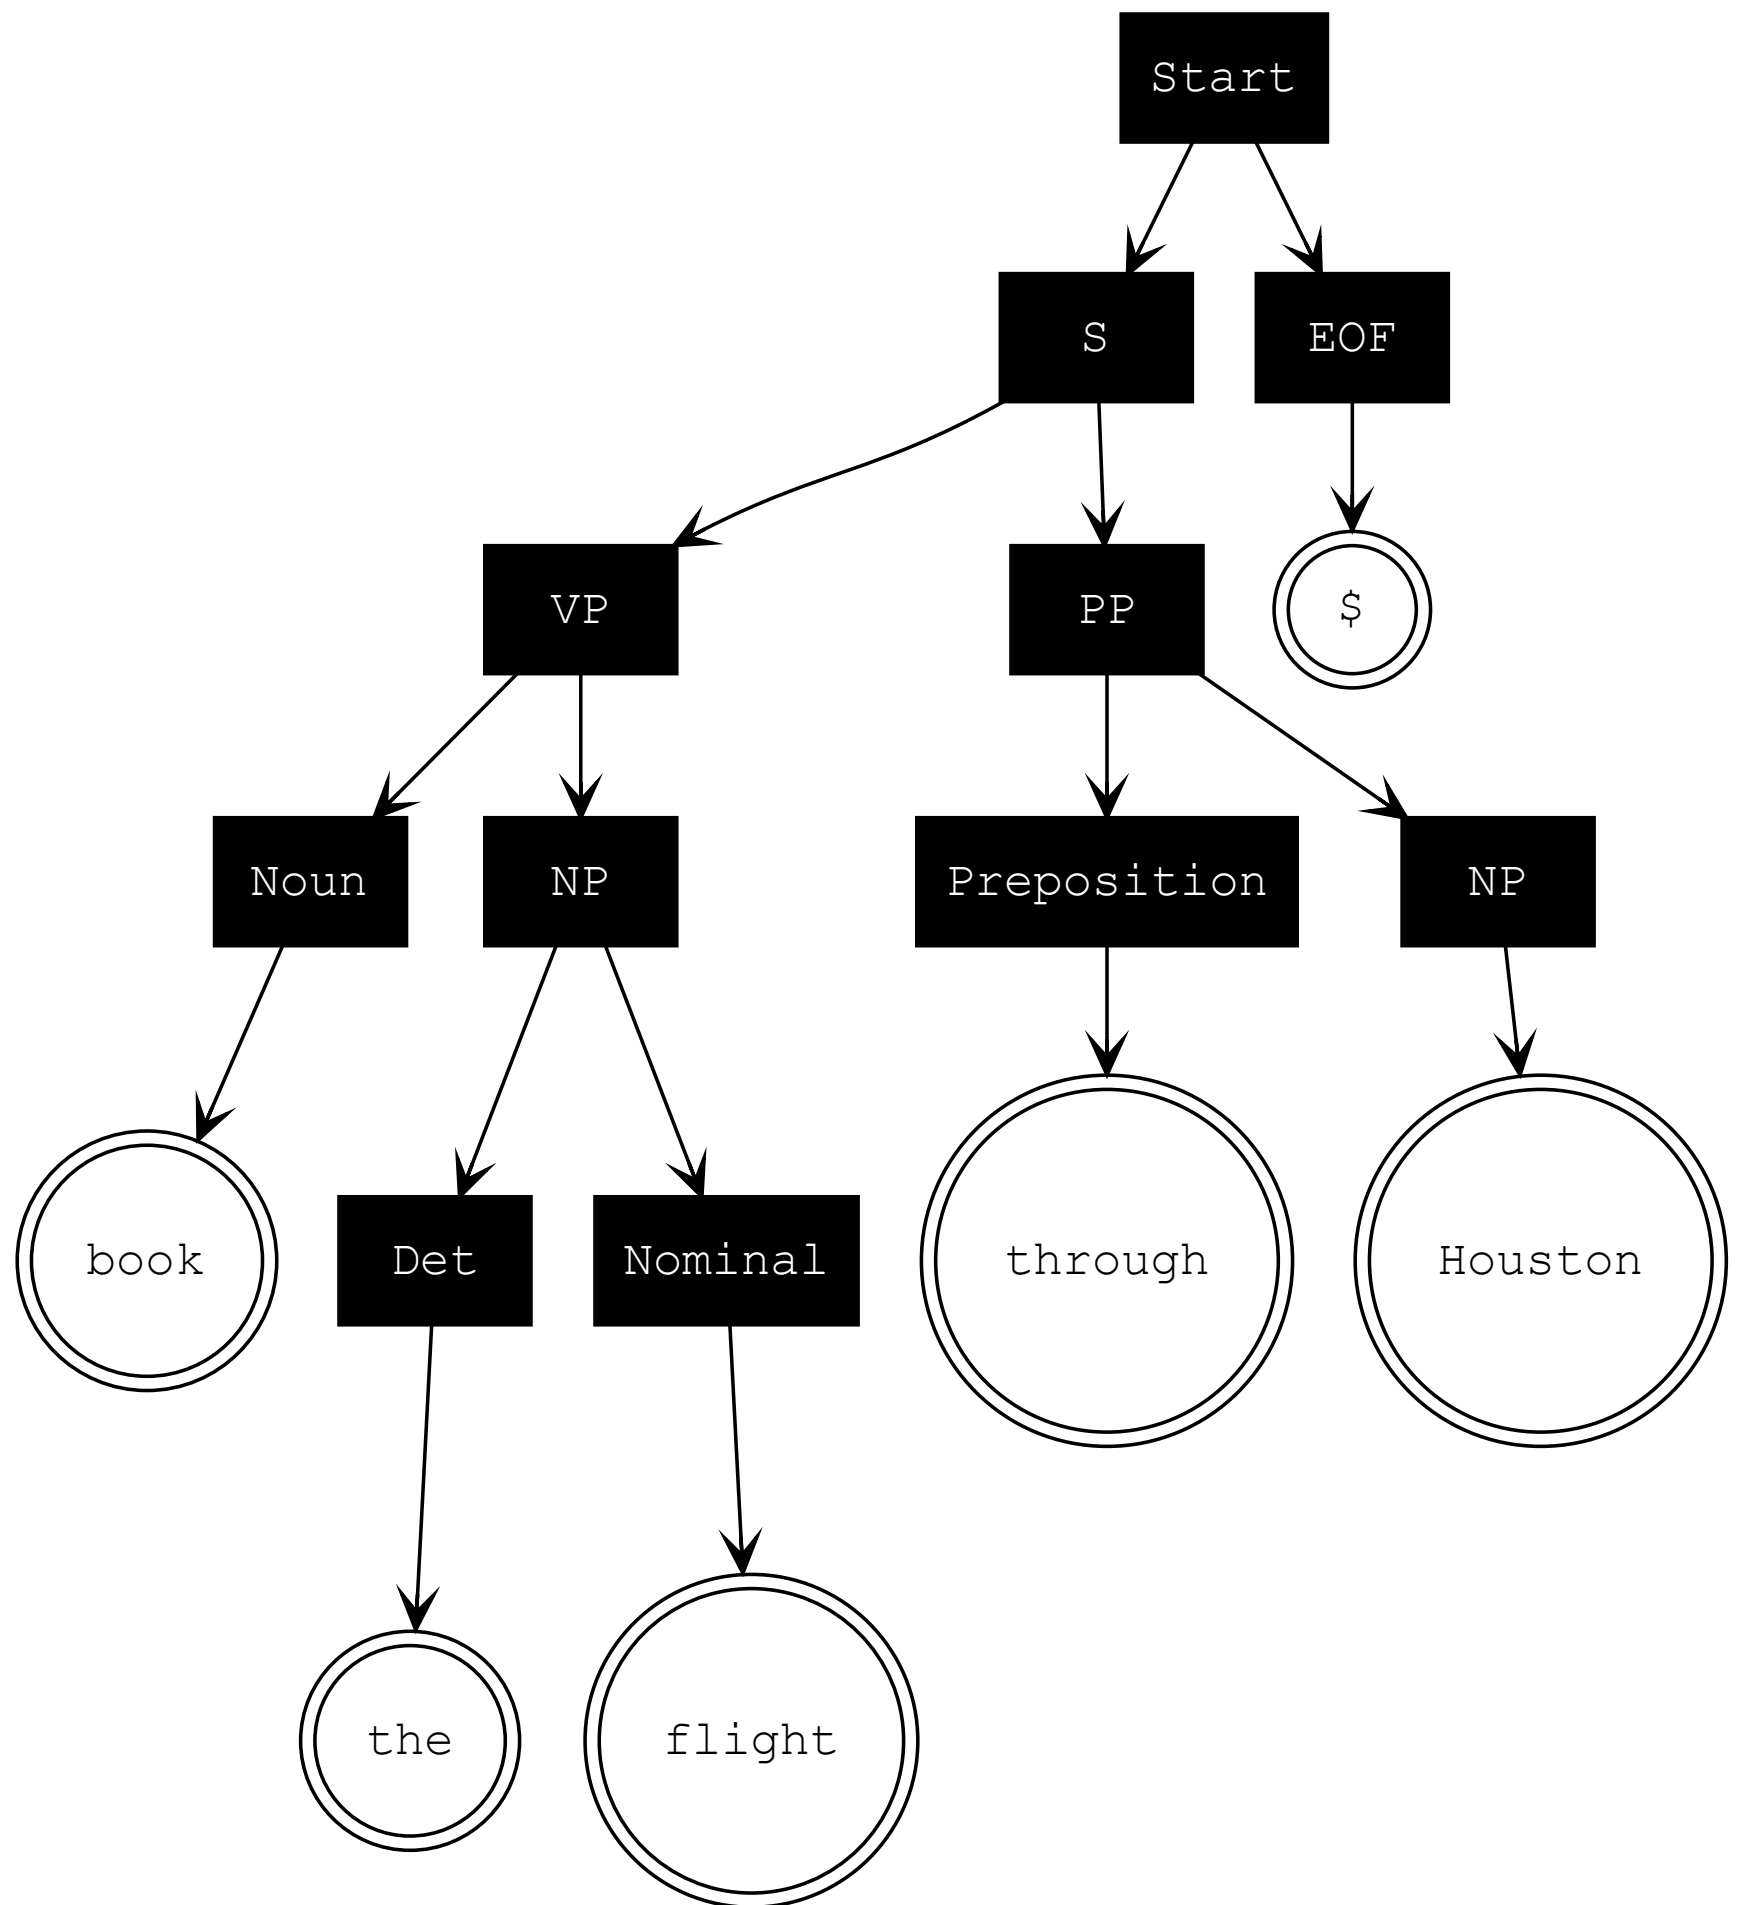 Start
S EOF
VP PP $
Noun NP Preposition NP
book Det Nominal through Houston
the flight